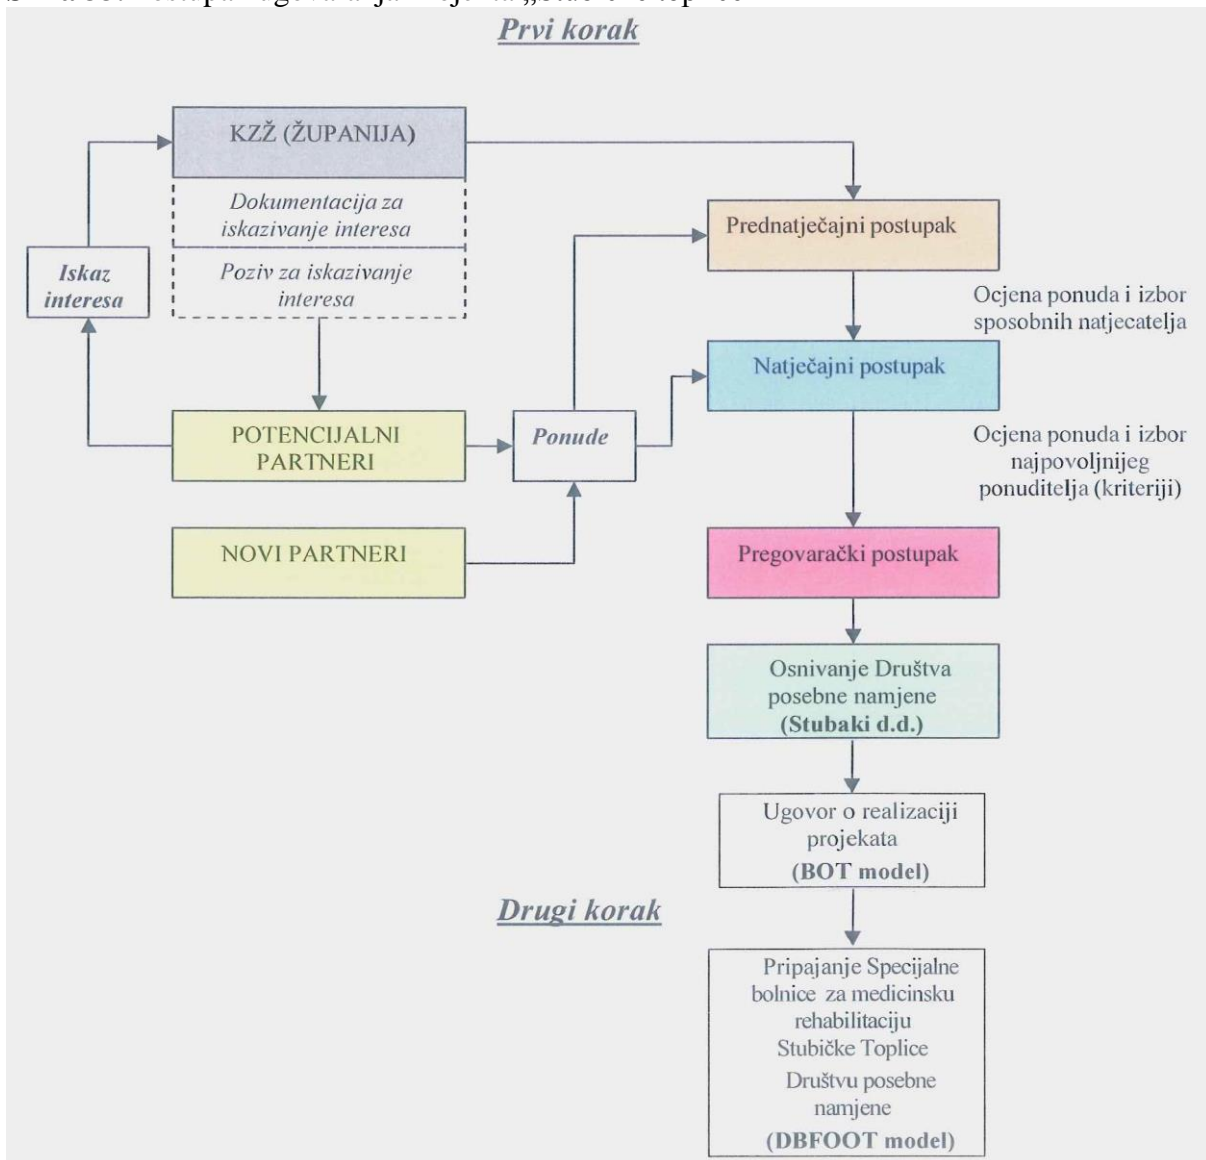 Prvi korak
KZŽ (ŽUPANIJA)
Dokumentacija za
iskazivanje interesa
Poziv za iskazivanje
interesa
Iskaz
interesa
POTENCIJALNI
PARTNERI
NOVI PARTNERI
Ponude
Prednatječajni postupak
Ocjena ponuda i izbor
sposobnih natjecatelja
Natječajni postupak
Ocjena ponuda i izbor
najpovoljnijeg
ponuditelja (kriteriji)
Pregovarački postupak
Osnivanje Društva
posebne namjene
(Stubaki d.d.)
Ugovor o realizaciji
projekata
(BOT model)
Drugi korak
Pripajanje Specijalne
bolnice za medicinsku
rehabilitaciju
Stubičke Toplice
Društvu posebne
namjene
(DBFOOT model)